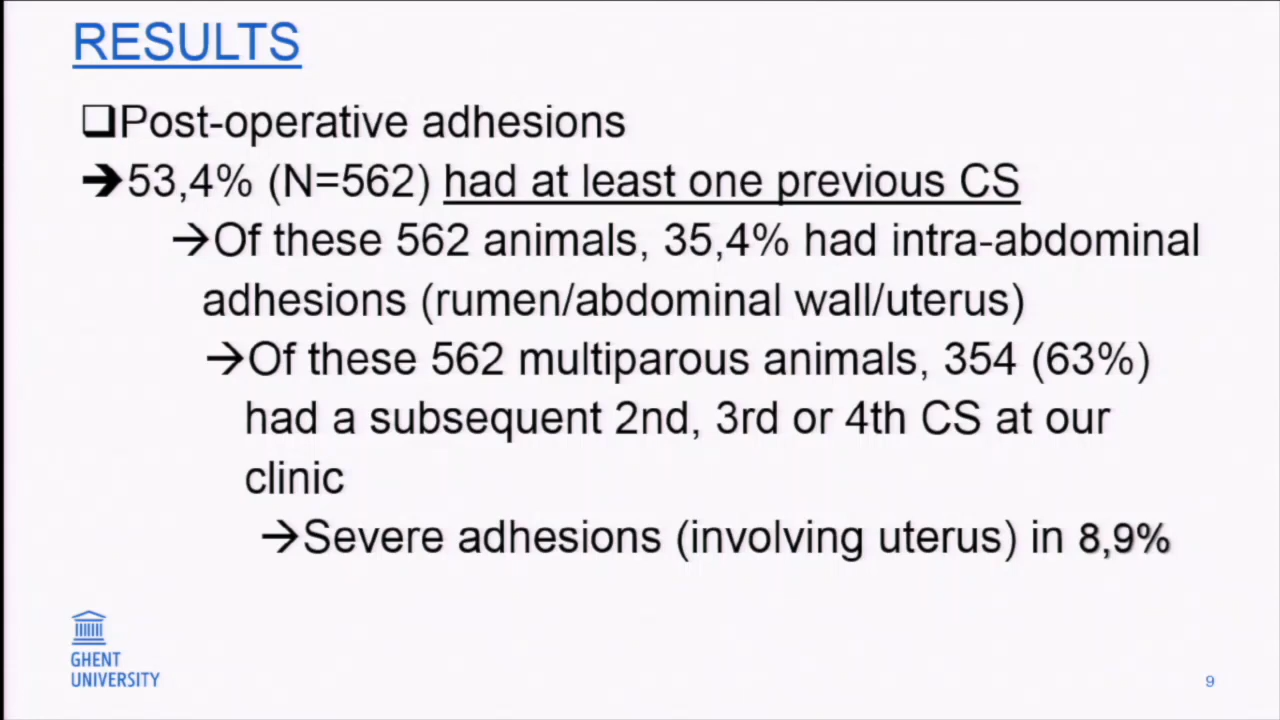 RESULTS
❑Post-operative adhesions
➔53,4% (N=562) had at least one previous CS
→Of these 562 animals, 35,4% had intra-abdominal
adhesions (rumen/abdominal wall/uterus)
→Of these 562 multiparous animals, 354 (63%)
had a subsequent 2nd, 3rd or 4th CS at our
clinic
→Severe adhesions (involving uterus) in 8,9%
GHENT
UNIVERSITY
9